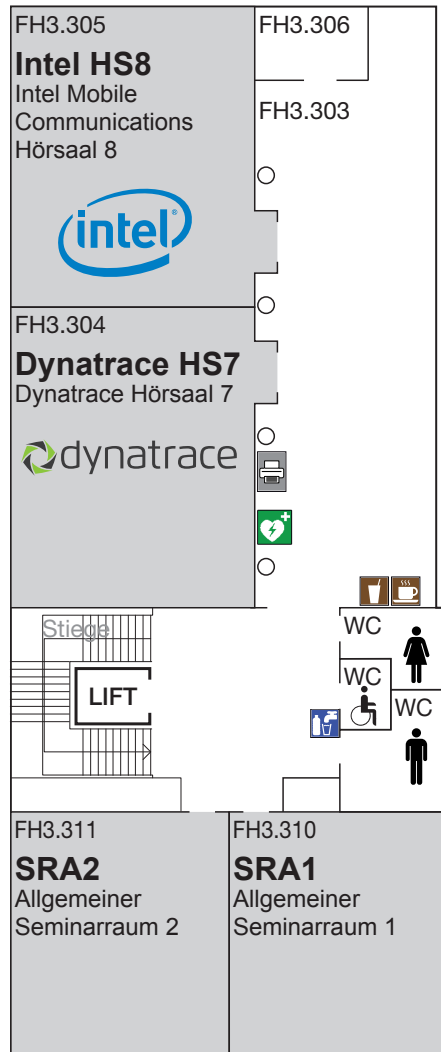 FH3.305
Intel HS8
Intel Mobile
Communications
Hörsaal 8
intel®
FH3.306
FH3.303
FH3.304
Dynatrace HS7
Dynatrace Hörsaal 7
dynatrace
Stiege
LIFT
WC
WC
WC
FH3.311
SRA2
Allgemeiner
Seminarraum 2
FH3.310
SRA1
Allgemeiner
Seminarraum 1